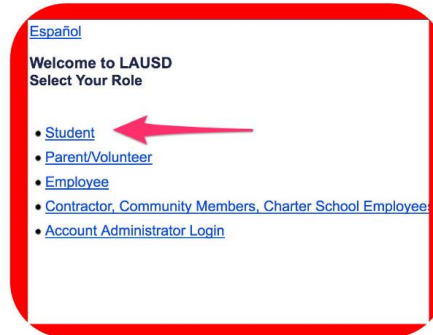 Español
Welcome to LAUSD
Select Your Role
• Student
• Parent/Volunteer
• Employee
• Contractor, Community Members, Charter School Employees
• Account Administrator Login